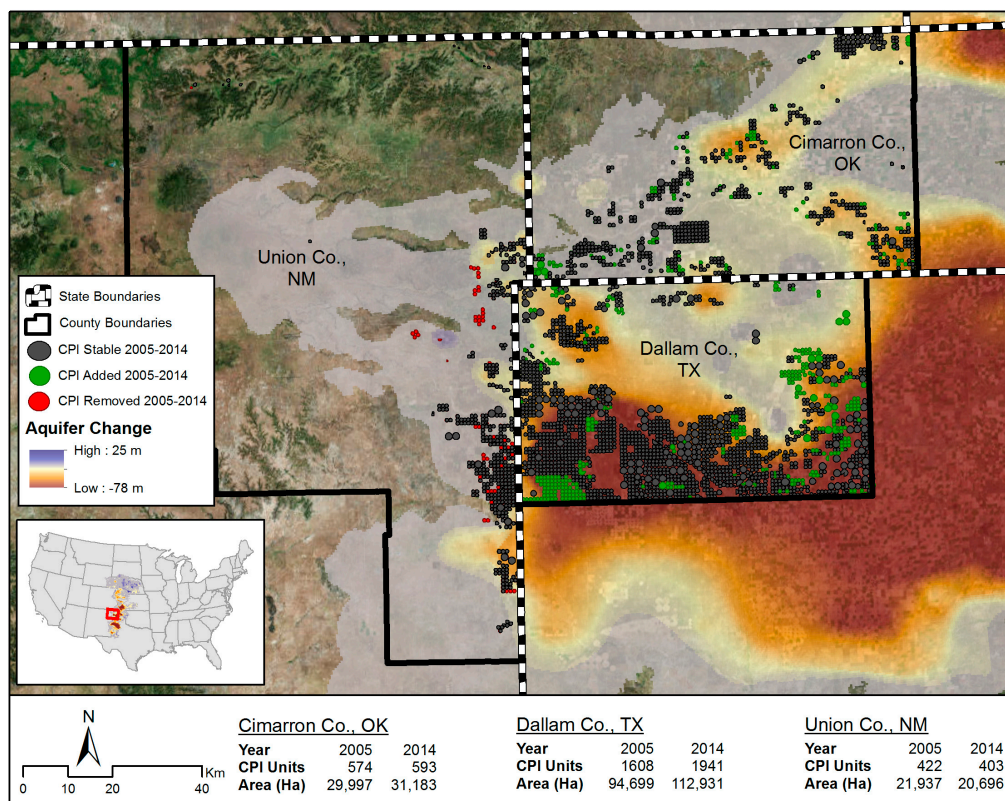 Cimarron Co.,
OK
Union Co.,
NM
Dallam Co.,
TX
State Boundaries
County Boundaries
CPI Stable 2005-2014
CPI Added 2005-2014
CPI Removed 2005-2014
Aquifer Change
High : 25 m
Low : -78 m
N
0 10 20 40
Km
Cimarron Co., OK
Year 2005 2014
CPI Units 574 593
Area (Ha) 29,997 31,183
Dallam Co., TX
Year 2005 2014
CPI Units 1608 1941
Area (Ha) 94,699 112,931
Union Co., NM
Year 2005 2014
CPI Units 422 403
Area (Ha) 21,937 20,696